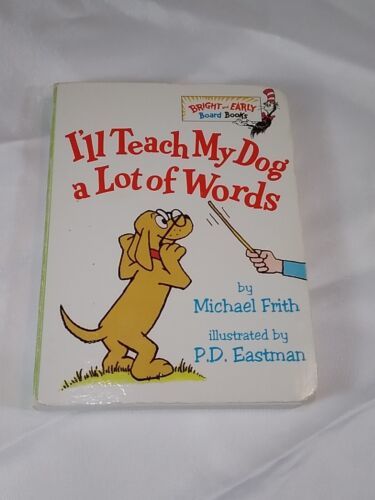 BRIGHT and EARLY
Board Books
I'll Teach My Dog
a Lot of Words
by
Michael Frith
illustrated by
P.D. Eastman